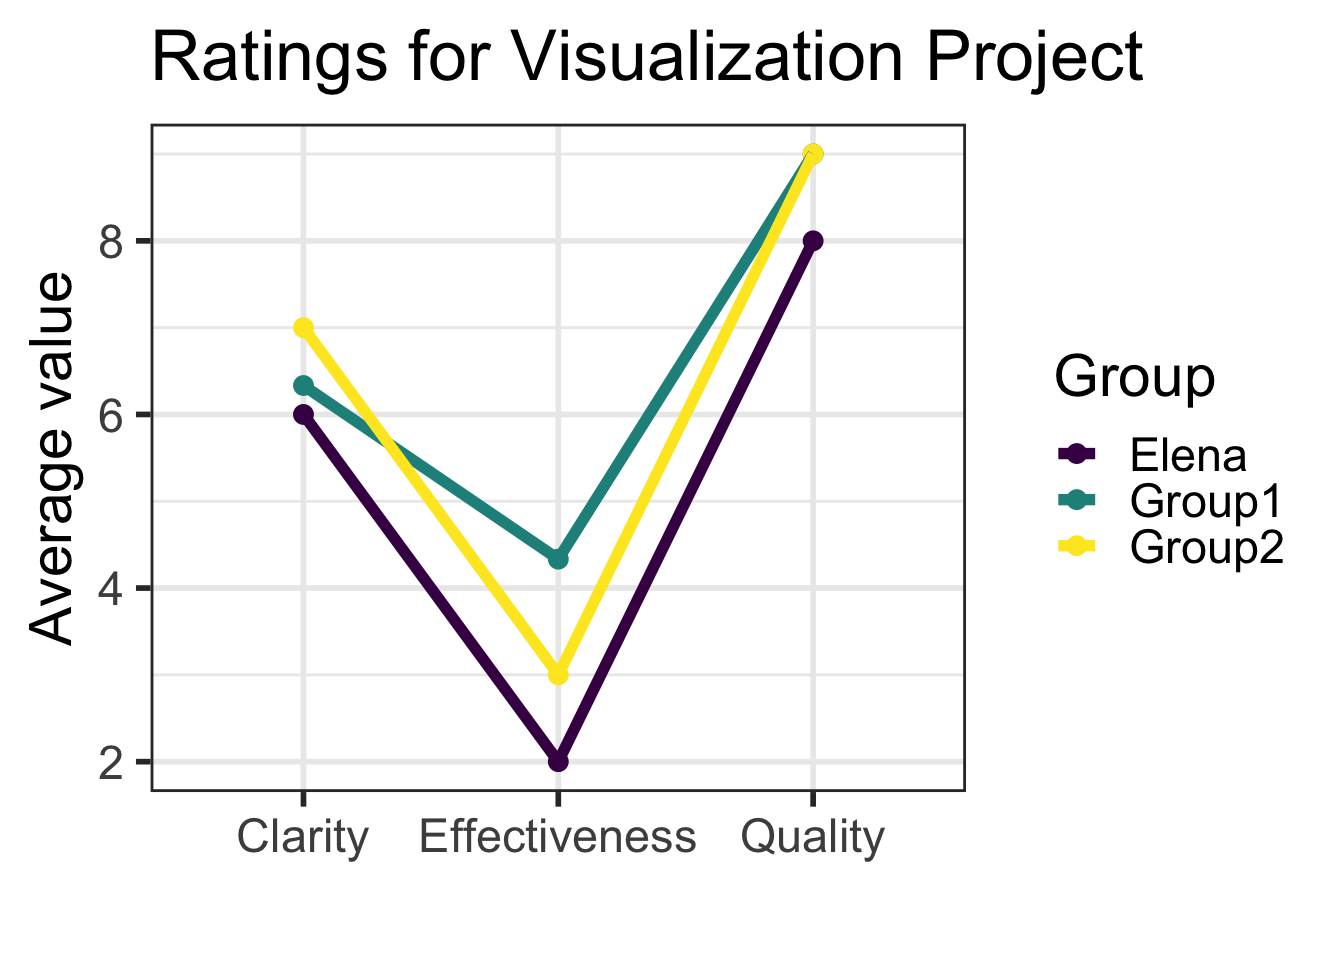 Ratings for Visualization Project
Average value
8
6
4
2
Clarity
Effectiveness
Quality
Group
Elena
Group1
Group2